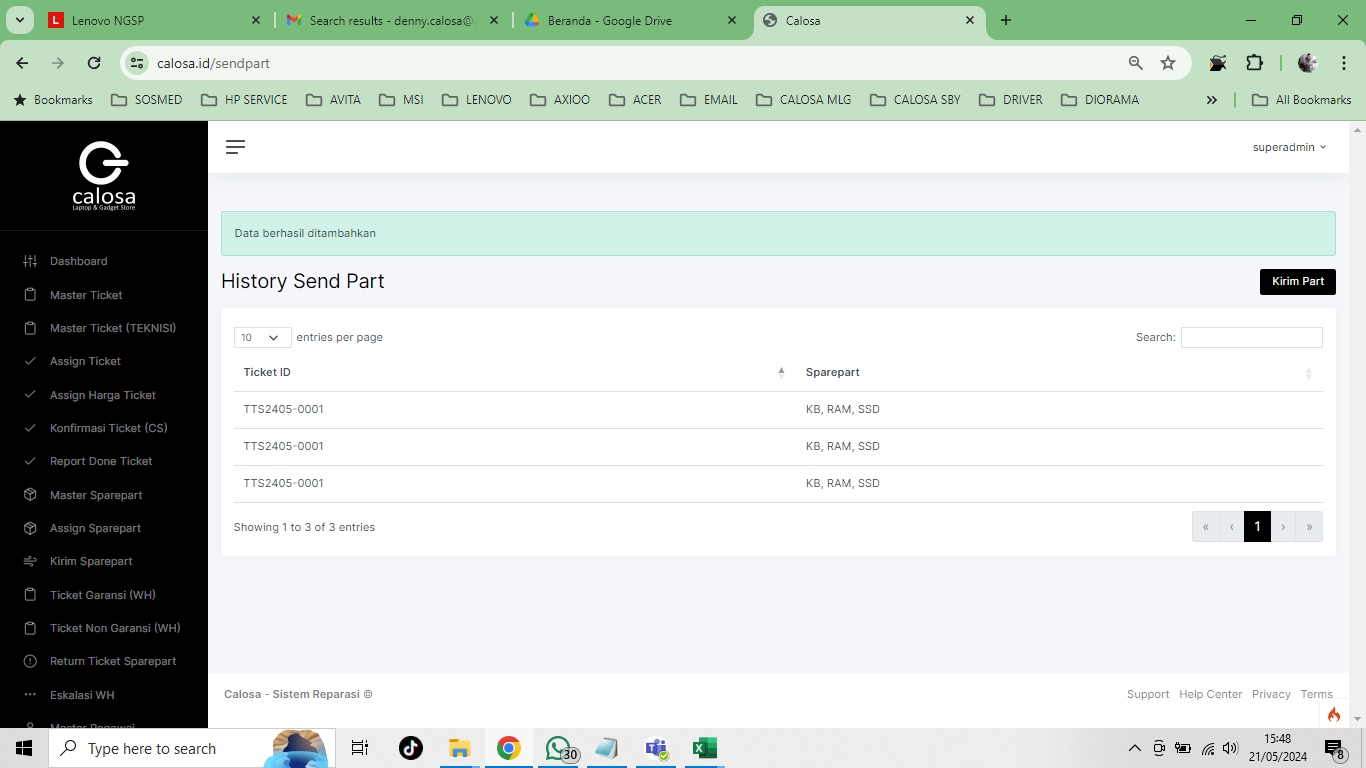 Lenovo NGSP
Search results - denny.calosa@
Beranda - Google Drive
Calosa
calosa.id/sendpart
Bookmarks SOSMED HP SERVICE AVITA MSI LENOVO AXIOO ACER EMAIL CALOSA MLG CALOSA SBY DRIVER DIORAMA » All Bookmarks
calosa
Laptop & Gadget Store
superadmin
Dashboard
Master Ticket
Master Ticket (TEKNISI)
Assign Ticket
Assign Harga Ticket
Konfirmasi Ticket (CS)
Report Done Ticket
Master Sparepart
Assign Sparepart
Kirim Sparepart
Ticket Garansi (WH)
Ticket Non Garansi (WH)
Return Ticket Sparepart
Eskalasi WH
Master Pegawai
Data berhasil ditambahkan
History Send Part
Kirim Part
10 entries per page
Search:
Ticket ID Sparepart
TTS2405-0001 KB, RAM, SSD
TTS2405-0001 KB, RAM, SSD
TTS2405-0001 KB, RAM, SSD
Showing 1 to 3 of 3 entries
« ‹ 1 › »
Calosa - Sistem Reparasi ©
Support Help Center Privacy Terms
Type here to search
30
15:48
21/05/2024
8